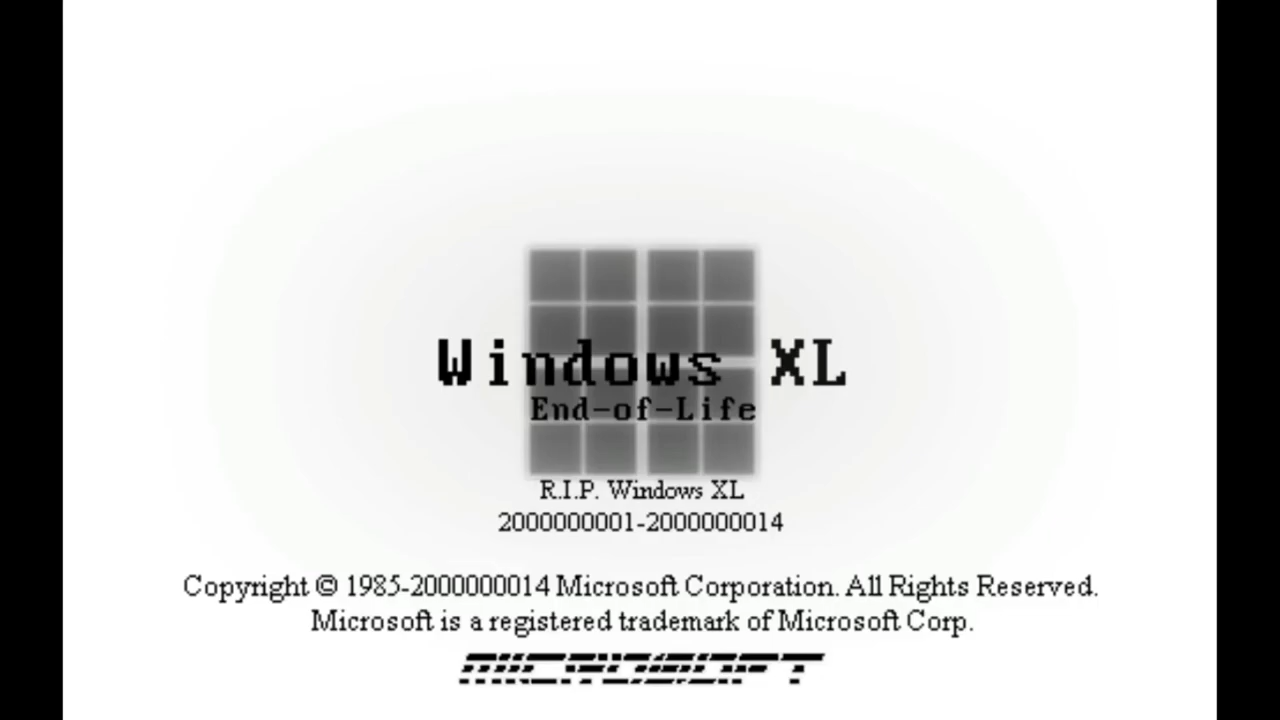 Windows XL
End-of-Life
R.I.P. Windows XL
2000000001-2000000014
Copyright © 1985-2000000014 Microsoft Corporation. All Rights Reserved.
Microsoft is a registered trademark of Microsoft Corp.
MICROSOFT